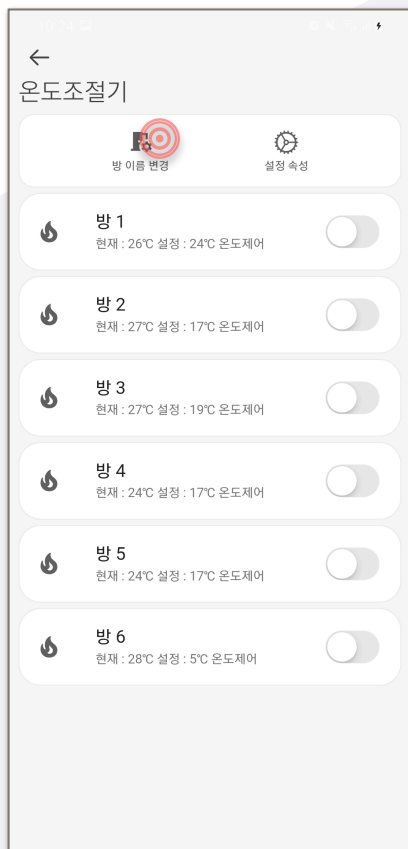 온도조절기
방 이름 변경
설정 속성
방 1
현재 : 26℃ 설정 : 24℃ 온도제어
방 2
현재 : 27℃ 설정 : 17℃ 온도제어
방 3
현재 : 27℃ 설정 : 19℃ 온도제어
방 4
현재 : 24℃ 설정 : 17℃ 온도제어
방 5
현재 : 24℃ 설정 : 17℃ 온도제어
방 6
현재 : 28℃ 설정 : 5℃ 온도제어